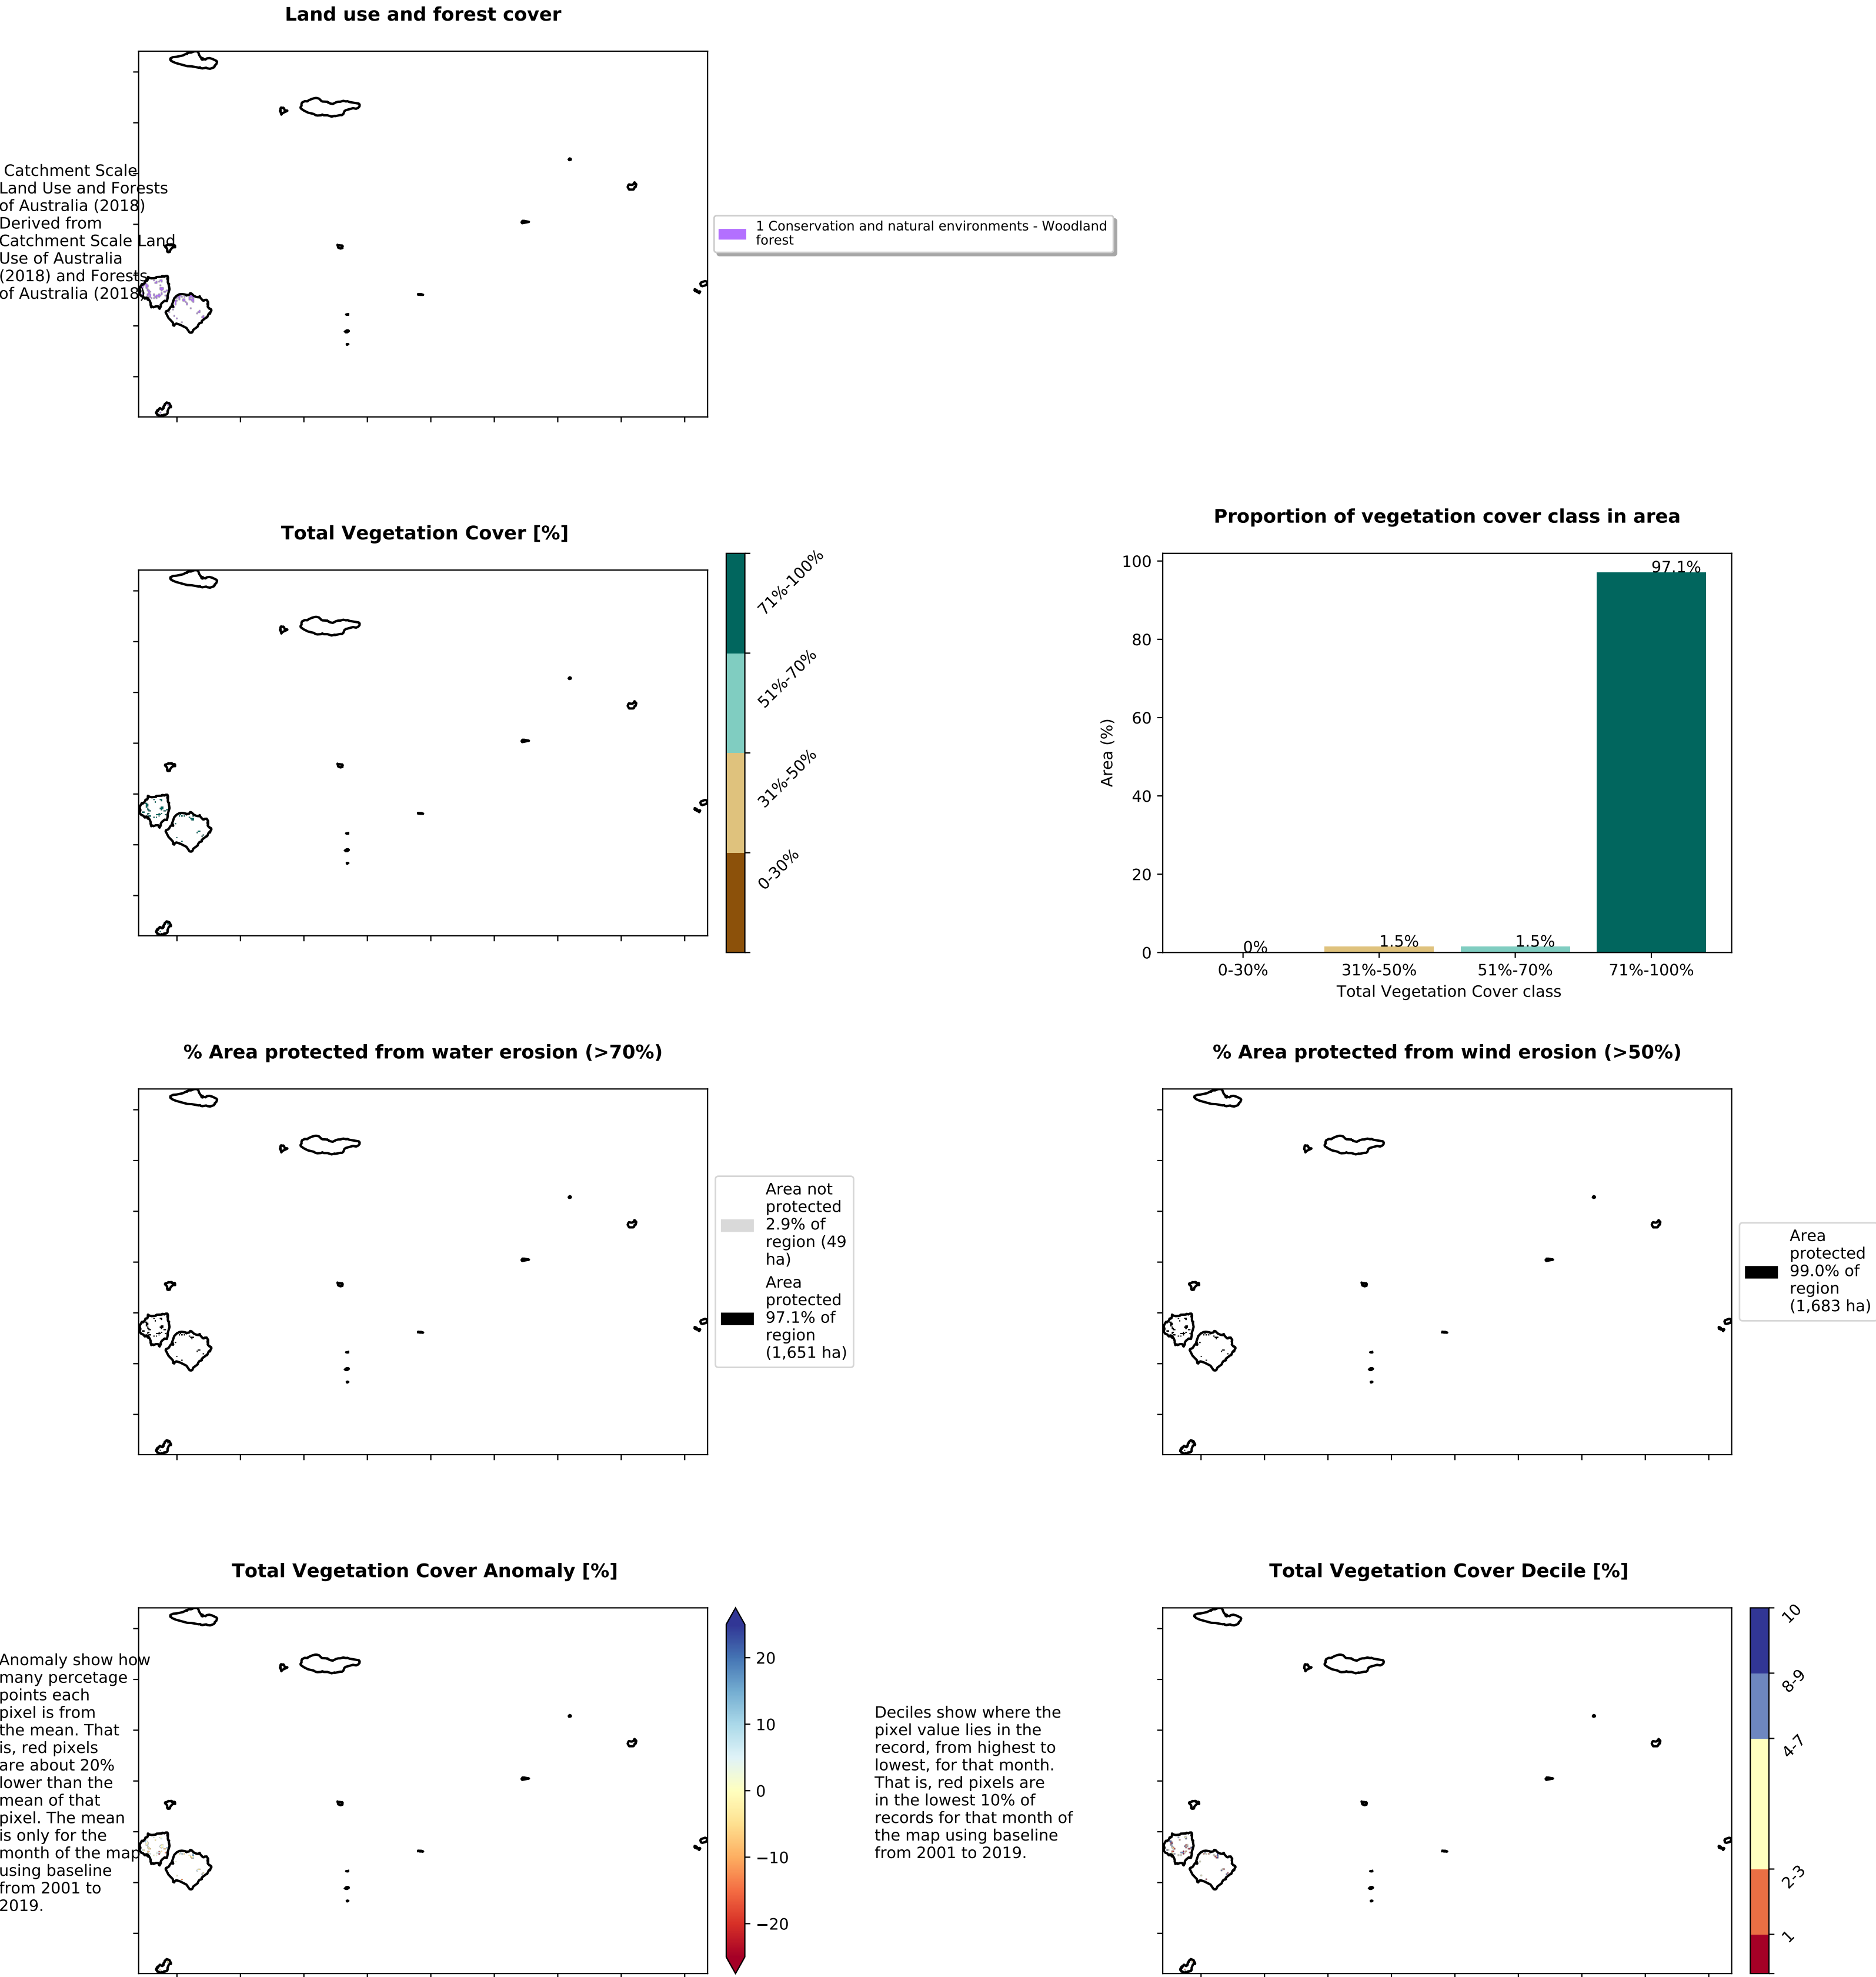 Land use and forest cover
Catchment Scale
Land Use and Forests
of Australia (2018)
Derived from
Catchment Scale Land
Use of Australia
(2018) and Forests
of Australia (2018)
1 Conservation and natural environments - Woodland
forest
Total Vegetation Cover [%]
71%-100%
51%-70%
31%-50%
0-30%
Proportion of vegetation cover class in area
100
80
60
40
20
0
Area (%)
0%
1.5%
1.5%
97.1%
0-30%
31%-50%
51%-70%
71%-100%
Total Vegetation Cover class
% Area protected from water erosion (>70%)
Area not
protected
2.9% of
region (49
ha)
Area
protected
97.1% of
region
(1,651 ha)
% Area protected from wind erosion (>50%)
Area
protected
99.0% of
region
(1,683 ha)
Total Vegetation Cover Anomaly [%]
Anomaly show how
many percetage
points each
pixel is from
the mean. That
is, red pixels
are about 20%
lower than the
mean of that
pixel. The mean
is only for the
month of the map
using baseline
from 2001 to
2019.
20
10
0
−10
−20
Total Vegetation Cover Decile [%]
Deciles show where the
pixel value lies in the
record, from highest to
lowest, for that month.
That is, red pixels are
in the lowest 10% of
records for that month of
the map using baseline
from 2001 to 2019.
10
8-9
4-7
2-3
1